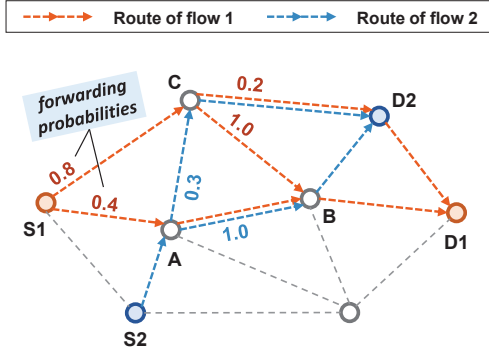 Route of flow 1 Route of flow 2
C
0.2
D2
forwarding
probabilities
1.0
0.8
0.3
0.4
B
S1
1.0
A
D1
S2